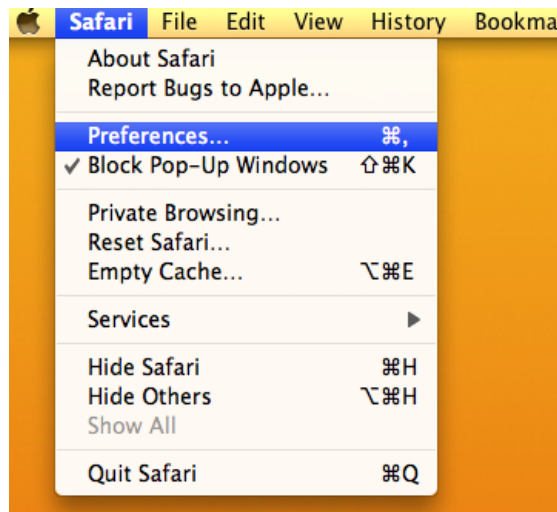 Safari File Edit View History Bookma
About Safari
Report Bugs to Apple...
Preferences... ⌘,
✓ Block Pop-Up Windows ⇧⌘K
Private Browsing...
Reset Safari...
Empty Cache... ⌥⌘E
Services ▶
Hide Safari ⌘H
Hide Others ⌥⌘H
Show All
Quit Safari ⌘Q